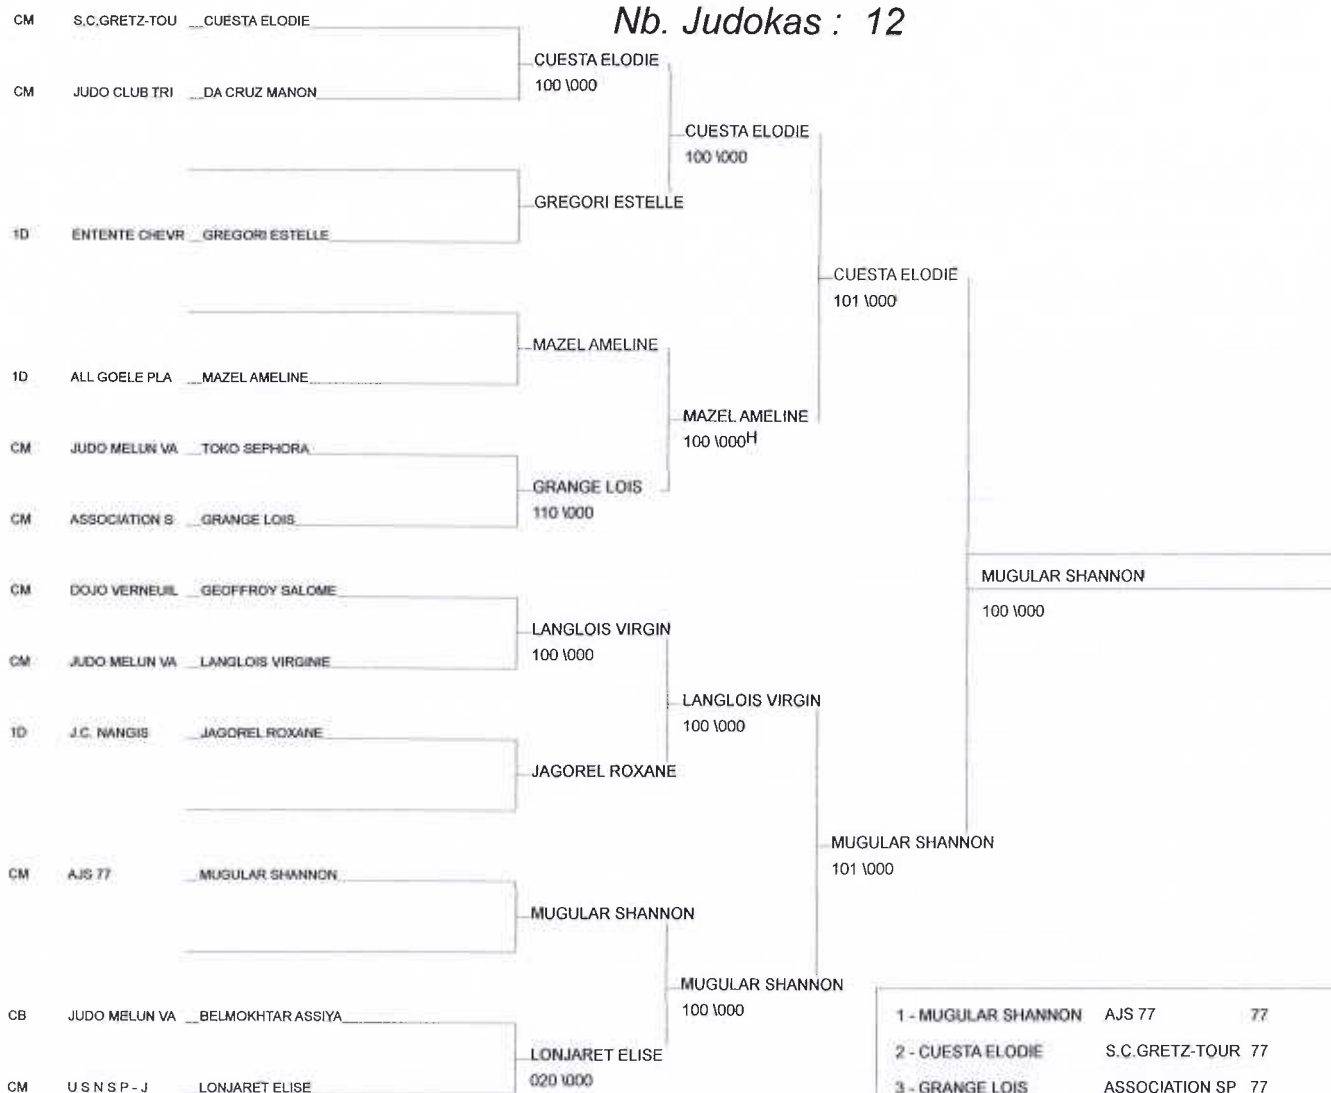 Nb. Judokas : 12
CM S.C.GRETZ-TOU CUESTA ELODIE
CUESTA ELODIE
100 \000
CM JUDO CLUB TRI DA CRUZ MANON
CUESTA ELODIE
100 \000
GREGORI ESTELLE
1D ENTENTE CHEVR GREGORI ESTELLE
CUESTA ELODIE
101 \000
MAZEL AMELINE
1D ALL GOELE PLA MAZEL AMELINE
MAZEL AMELINE
100 \000H
CM JUDO MELUN VA TOKO SEPHORA
GRANGE LOIS
110 \000
CM ASSOCIATION S GRANGE LOIS
MUGULAR SHANNON
100 \000
CM DOJO VERNEUIL GEOFFROY SALOME
LANGLOIS VIRGIN
100 \000
CM JUDO MELUN VA LANGLOIS VIRGINIE
LANGLOIS VIRGIN
100 \000
1D J.C. NANGIS JAGOREL ROXANE
JAGOREL ROXANE
MUGULAR SHANNON
101 \000
CM AJS 77 MUGULAR SHANNON
MUGULAR SHANNON
MUGULAR SHANNON
100 \000
CB JUDO MELUN VA BELMOKHTAR ASSIYA
LONJARET ELISE
020 \000
CM U S N S P - J LONJARET ELISE
1 - MUGULAR SHANNON AJS 77 77
2 - CUESTA ELODIE S.C.GRETZ-TOUR 77
3 - GRANGE LOIS ASSOCIATION SP 77